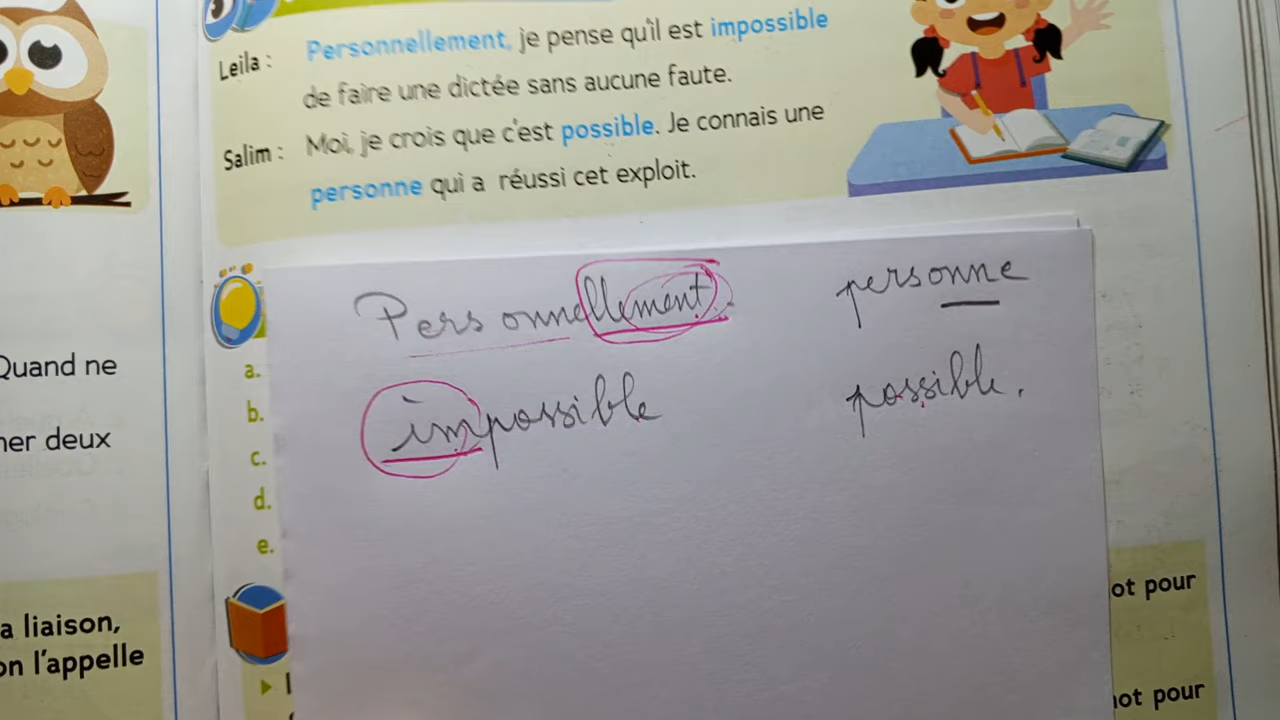 Leila : Personnellement, je pense qu'il est impossible
de faire une dictée sans aucune faute.
Salim : Moi, je crois que c'est possible. Je connais une
personne qui a réussi cet exploit.
Personnellement. personne
impossible possible.
a.
b.
c.
d.
e.
Quand ne
ner deux
a liaison,
on l'appelle
ot pour
not pour